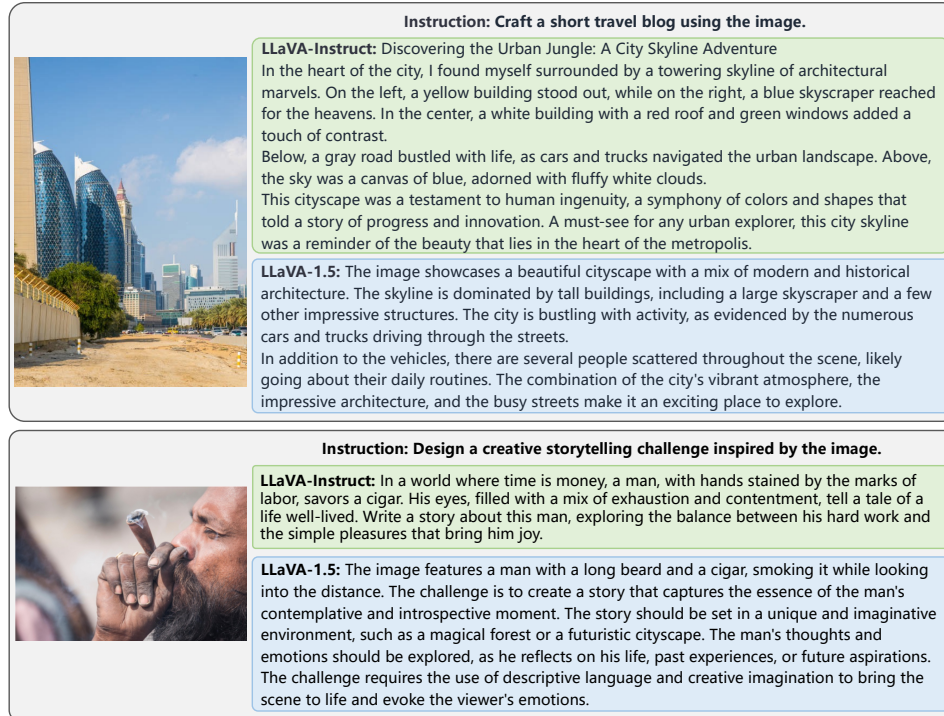 Instruction: Craft a short travel blog using the image.
LLaVA-Instruct: Discovering the Urban Jungle: A City Skyline Adventure
In the heart of the city, I found myself surrounded by a towering skyline of architectural
marvels. On the left, a yellow building stood out, while on the right, a blue skyscraper reached
for the heavens. In the center, a white building with a red roof and green windows added a
touch of contrast.
Below, a gray road bustled with life, as cars and trucks navigated the urban landscape. Above,
the sky was a canvas of blue, adorned with fluffy white clouds.
This cityscape was a testament to human ingenuity, a symphony of colors and shapes that
told a story of progress and innovation. A must-see for any urban explorer, this city skyline
was a reminder of the beauty that lies in the heart of the metropolis.
LLaVA-1.5: The image showcases a beautiful cityscape with a mix of modern and historical
architecture. The skyline is dominated by tall buildings, including a large skyscraper and a few
other impressive structures. The city is bustling with activity, as evidenced by the numerous
cars and trucks driving through the streets.
In addition to the vehicles, there are several people scattered throughout the scene, likely
going about their daily routines. The combination of the city's vibrant atmosphere, the
impressive architecture, and the busy streets make it an exciting place to explore.
Instruction: Design a creative storytelling challenge inspired by the image.
LLaVA-Instruct: In a world where time is money, a man, with hands stained by the marks of
labor, savors a cigar. His eyes, filled with a mix of exhaustion and contentment, tell a tale of a
life well-lived. Write a story about this man, exploring the balance between his hard work and
the simple pleasures that bring him joy.
LLaVA-1.5: The image features a man with a long beard and a cigar, smoking it while looking
into the distance. The challenge is to create a story that captures the essence of the man's
contemplative and introspective moment. The story should be set in a unique and imaginative
environment, such as a magical forest or a futuristic cityscape. The man's thoughts and
emotions should be explored, as he reflects on his life, past experiences, or future aspirations.
The challenge requires the use of descriptive language and creative imagination to bring the
scene to life and evoke the viewer's emotions.